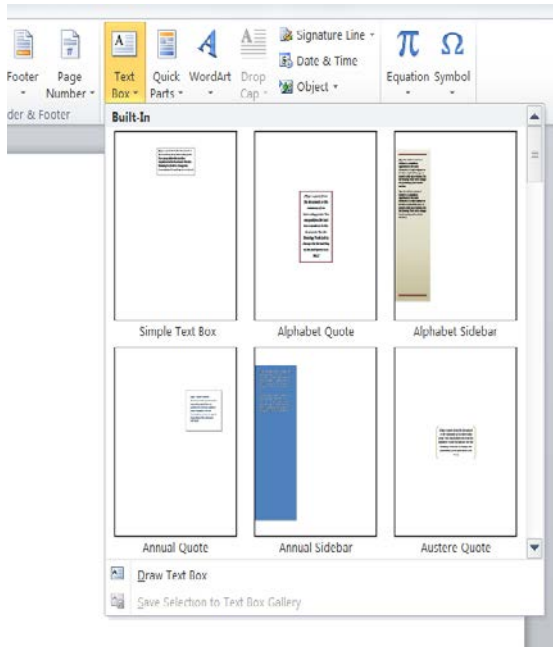 Signature Line
Date & Time
Object
Footer
Page Number
Text Box
Quick Parts
WordArt
Drop Cap
Equation
Symbol
der & Footer
Built-In
Simple Text Box
Alphabet Quote
Alphabet Sidebar
Annual Quote
Annual Sidebar
Austere Quote
Draw Text Box
Save Selection to Text Box Gallery